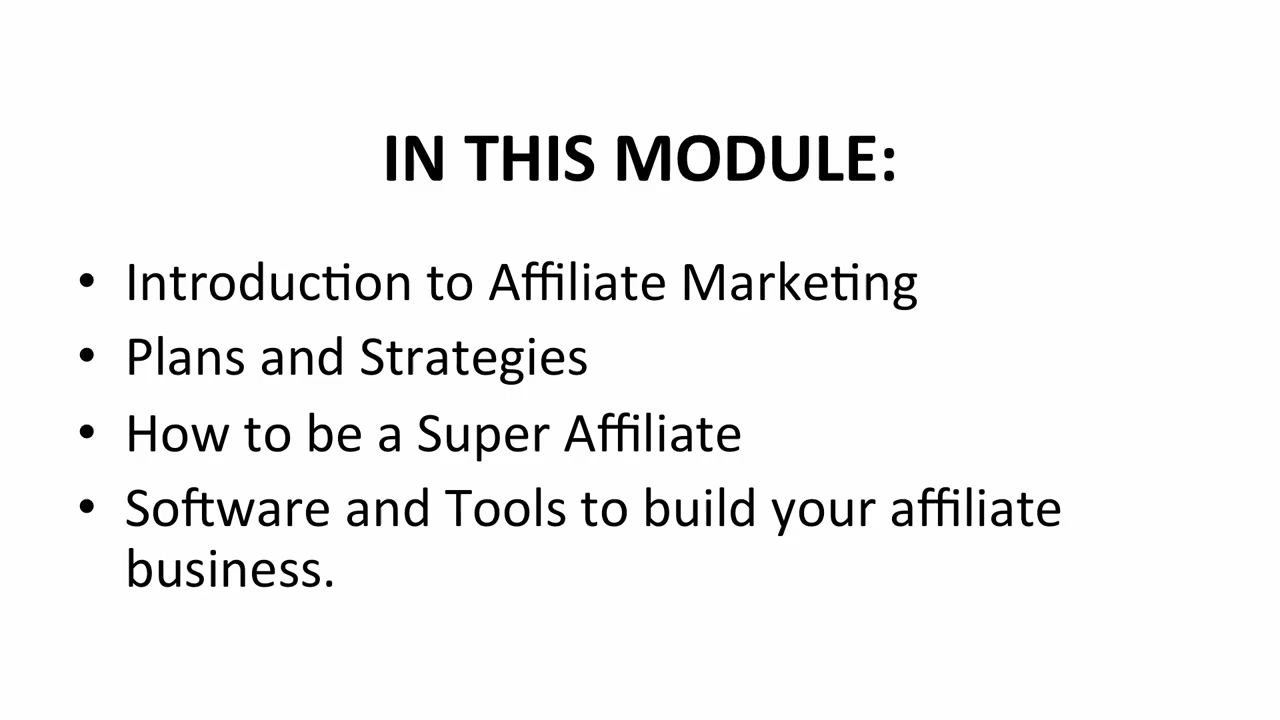 IN THIS MODULE:
• Introduction to Affiliate Marketing
• Plans and Strategies
• How to be a Super Affiliate
• Software and Tools to build your affiliate
business.